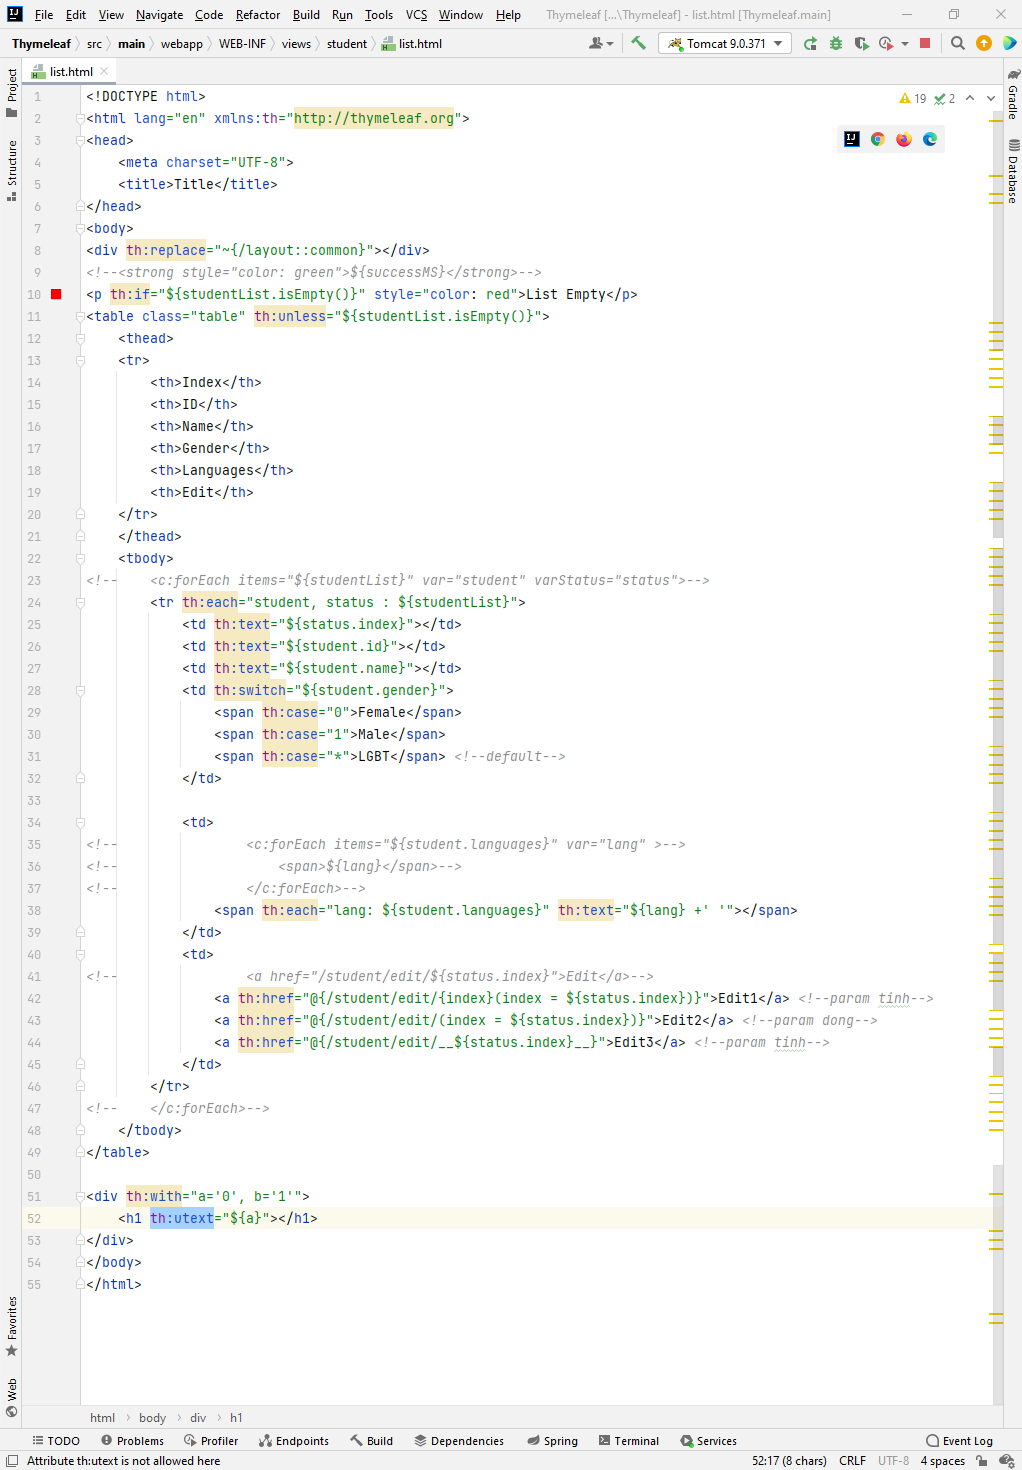 File Edit View Navigate Code Refactor Build Run Tools VCS Window Help Thymeleaf [...\Thymeleaf] - list.html [Thymeleaf.main]
Thymeleaf src main webapp WEB-INF views student list.html Tomcat 9.0.371
Project
Structure
Favorites
Web
Gradle
Database
list.html
19 2
1 <!DOCTYPE html>
2 <html lang="en" xmlns:th="http://thymeleaf.org">
3 <head>
4     <meta charset="UTF-8">
5     <title>Title</title>
6 </head>
7 <body>
8 <div th:replace="~{/layout::common}"></div>
9 <!--<strong style="color: green">${successMS}</strong>-->
10 <p th:if="${studentList.isEmpty()}" style="color: red">List Empty</p>
11 <table class="table" th:unless="${studentList.isEmpty()}">
12     <thead>
13     <tr>
14         <th>Index</th>
15         <th>ID</th>
16         <th>Name</th>
17         <th>Gender</th>
18         <th>Languages</th>
19         <th>Edit</th>
20     </tr>
21     </thead>
22     <tbody>
23 <!--    <c:forEach items="${studentList}" var="student" varStatus="status">-->
24         <tr th:each="student, status : ${studentList}">
25             <td th:text="${status.index}"></td>
26             <td th:text="${student.id}"></td>
27             <td th:text="${student.name}"></td>
28             <td th:switch="${student.gender}">
29                 <span th:case="0">Female</span>
30                 <span th:case="1">Male</span>
31                 <span th:case="*">LGBT</span> <!--default-->
32             </td>
33
34             <td>
35 <!--                <c:forEach items="${student.languages}" var="lang" >-->
36 <!--                    <span>${lang}</span>-->
37 <!--                </c:forEach>-->
38                 <span th:each="lang: ${student.languages}" th:text="${lang} +' '"></span>
39             </td>
40             <td>
41 <!--                <a href="/student/edit/${status.index}">Edit</a>-->
42                 <a th:href="@{/student/edit/{index}(index = ${status.index})}">Edit1</a> <!--param tinh-->
43                 <a th:href="@{/student/edit/(index = ${status.index})}">Edit2</a> <!--param dong-->
44                 <a th:href="@{/student/edit/__${status.index}__}">Edit3</a> <!--param tinh-->
45             </td>
46         </tr>
47 <!--    </c:forEach>-->
48     </tbody>
49 </table>
50
51 <div th:with="a='0', b='1'">
52     <h1 th:utext="${a}"></h1>
53 </div>
54 </body>
55 </html>
html body div h1
TODO Problems Profiler Endpoints Build Dependencies Spring Terminal Services Event Log
Attribute th:utext is not allowed here 52:17 (8 chars) CRLF UTF-8 4 spaces